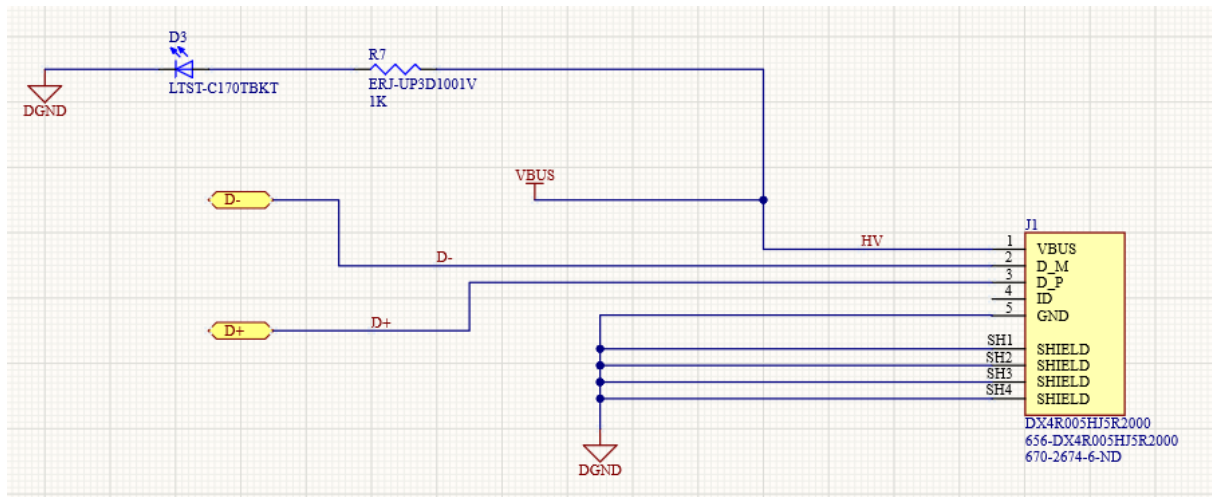 D3
LTST-C170TBKT
R7
ERJ-UP3D1001V
1K
DGND
VBUS
D-
D-
D+
D+
HV
J1
1 VBUS
2 D_M
3 D_P
4 ID
5 GND
SH1 SHIELD
SH2 SHIELD
SH3 SHIELD
SH4 SHIELD
DX4R005HJ5R2000
656-DX4R005HJ5R2000
670-2674-6-ND
DGND